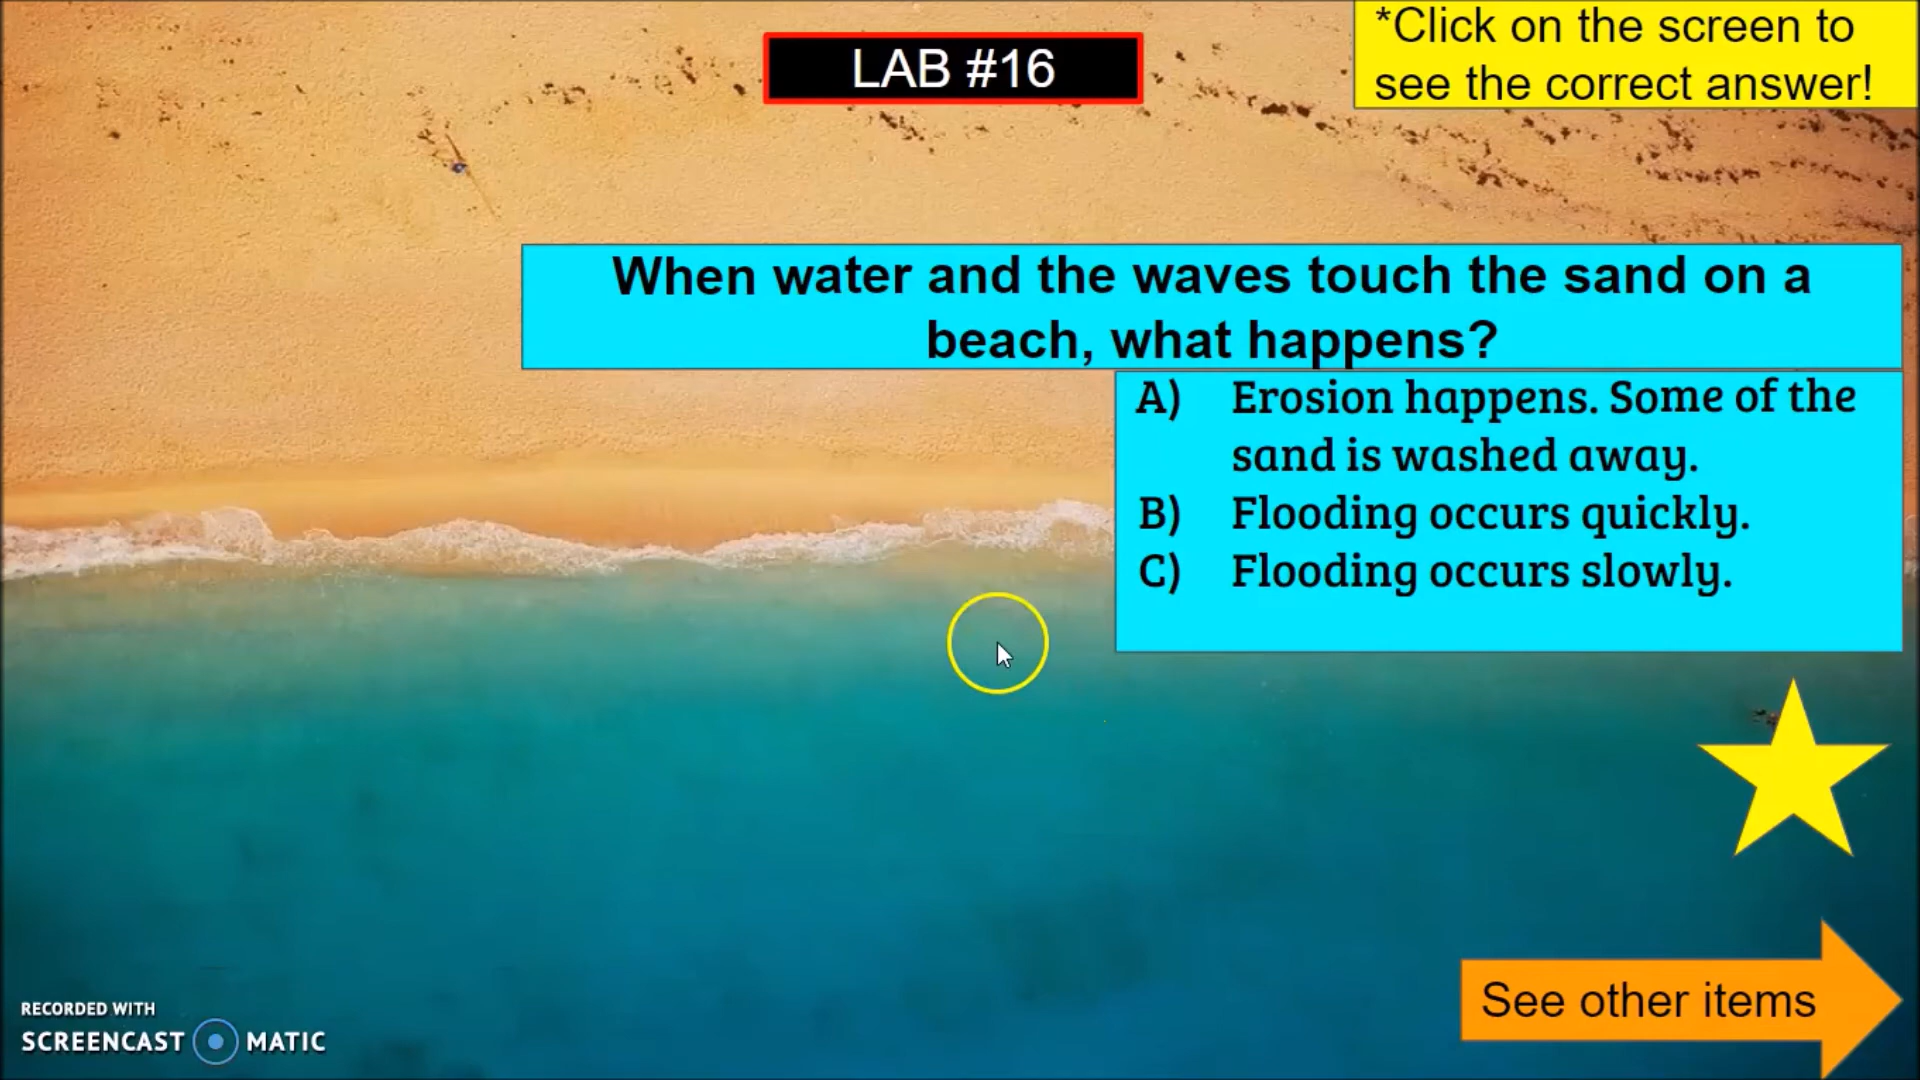 LAB #16
*Click on the screen to
see the correct answer!
When water and the waves touch the sand on a
beach, what happens?
A) Erosion happens. Some of the
sand is washed away.
B) Flooding occurs quickly.
C) Flooding occurs slowly.
See other items
RECORDED WITH
SCREENCAST MATIC